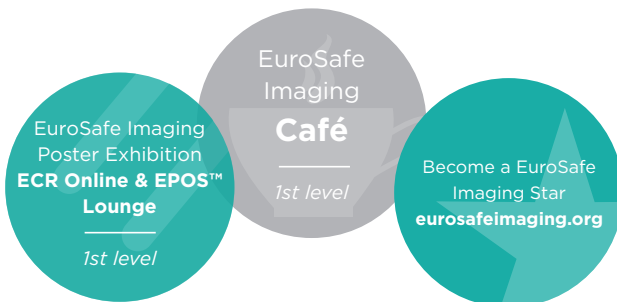 EuroSafe Imaging
Poster Exhibition
ECR Online & EPOS™
Lounge
1st level
EuroSafe
Imaging
Café
1st level
Become a EuroSafe
Imaging Star
eurosafeimaging.org